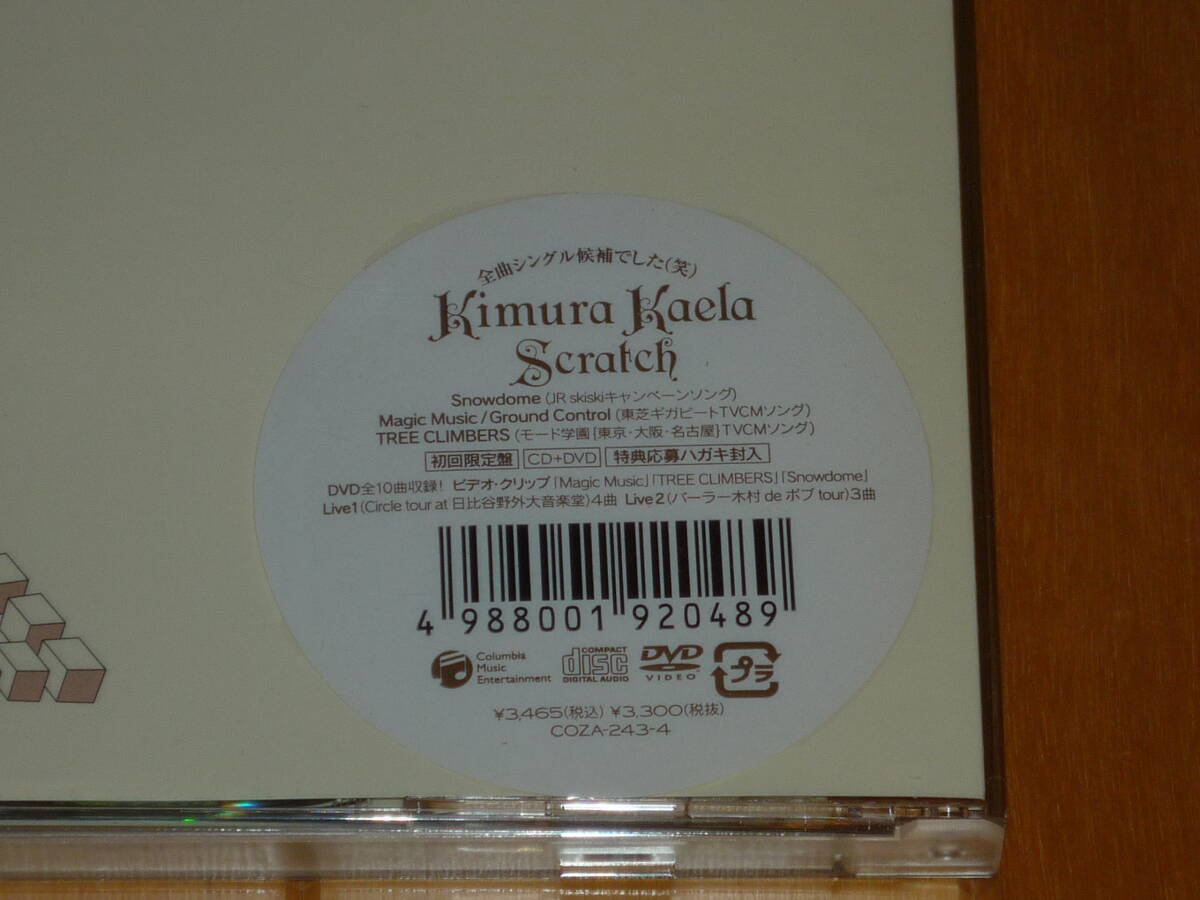 全曲シングル候補でした(笑)
Kimura Kaela
Scratch
Snowdome (JR skiskiキャンペーンソング)
Magic Music / Ground Control (東芝ギガビートTVCMソング)
TREE CLIMBERS (モード学園{東京・大阪・名古屋}TVCMソング)
初回限定盤 CD+DVD 特典応募ハガキ封入
DVD全10曲収録! ビデオ・クリップ「Magic Music」「TREE CLIMBERS」「Snowdome」
Live1(Circle tour at 日比谷野外大音楽堂)4曲 Live2(パーラー木村 de ボブ tour)3曲
4 988001 920489
Columbia
Music
Entertainment
COMPACT
disc
DIGITAL AUDIO
DVD
VIDEO
プラ
¥3,465(税込) ¥3,300(税抜)
COZA-243-4